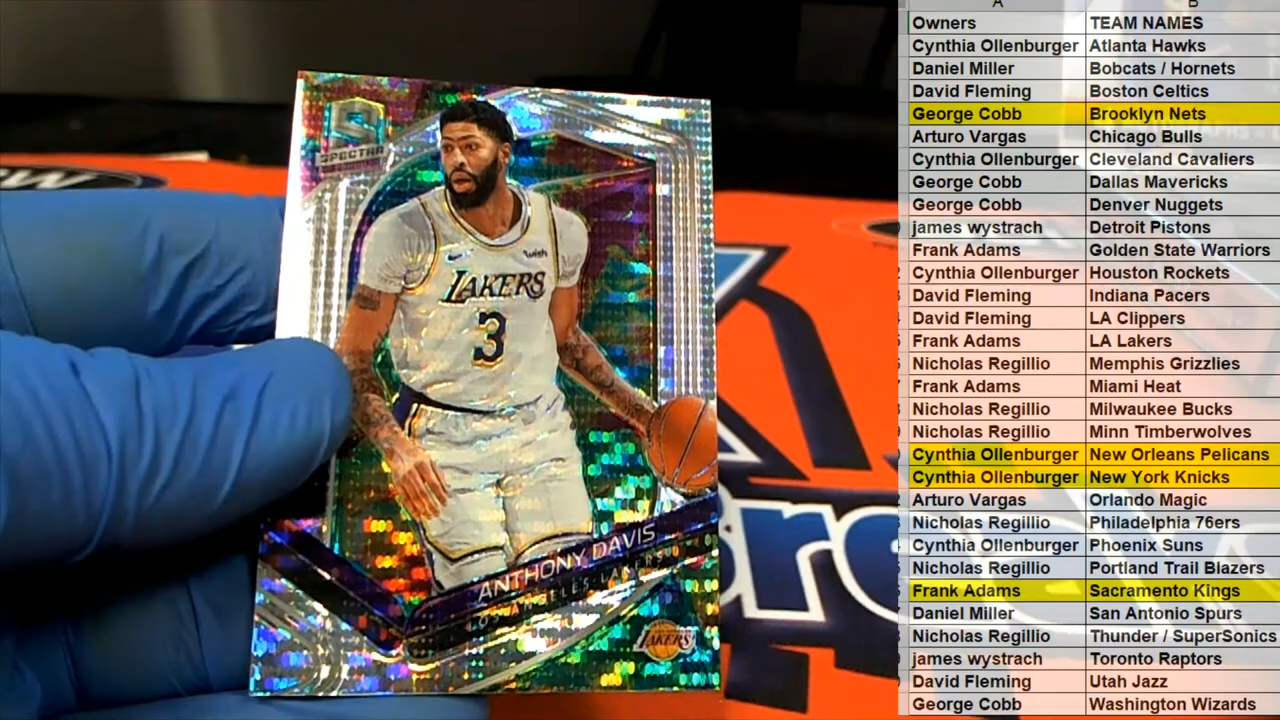 A B
Owners TEAM NAMES
Cynthia Ollenburger Atlanta Hawks
Daniel Miller Bobcats / Hornets
David Fleming Boston Celtics
George Cobb Brooklyn Nets
Arturo Vargas Chicago Bulls
Cynthia Ollenburger Cleveland Cavaliers
George Cobb Dallas Mavericks
George Cobb Denver Nuggets
james wystrach Detroit Pistons
Frank Adams Golden State Warriors
Cynthia Ollenburger Houston Rockets
David Fleming Indiana Pacers
David Fleming LA Clippers
Frank Adams LA Lakers
Nicholas Regillio Memphis Grizzlies
Frank Adams Miami Heat
Nicholas Regillio Milwaukee Bucks
Nicholas Regillio Minn Timberwolves
Cynthia Ollenburger New Orleans Pelicans
Cynthia Ollenburger New York Knicks
Arturo Vargas Orlando Magic
Nicholas Regillio Philadelphia 76ers
Cynthia Ollenburger Phoenix Suns
Nicholas Regillio Portland Trail Blazers
Frank Adams Sacramento Kings
Daniel Miller San Antonio Spurs
Nicholas Regillio Thunder / SuperSonics
james wystrach Toronto Raptors
David Fleming Utah Jazz
George Cobb Washington Wizards
SPECTRA
wish
LAKERS
3
ANTHONY DAVIS
LOS ANGELES LAKERS
LAKERS